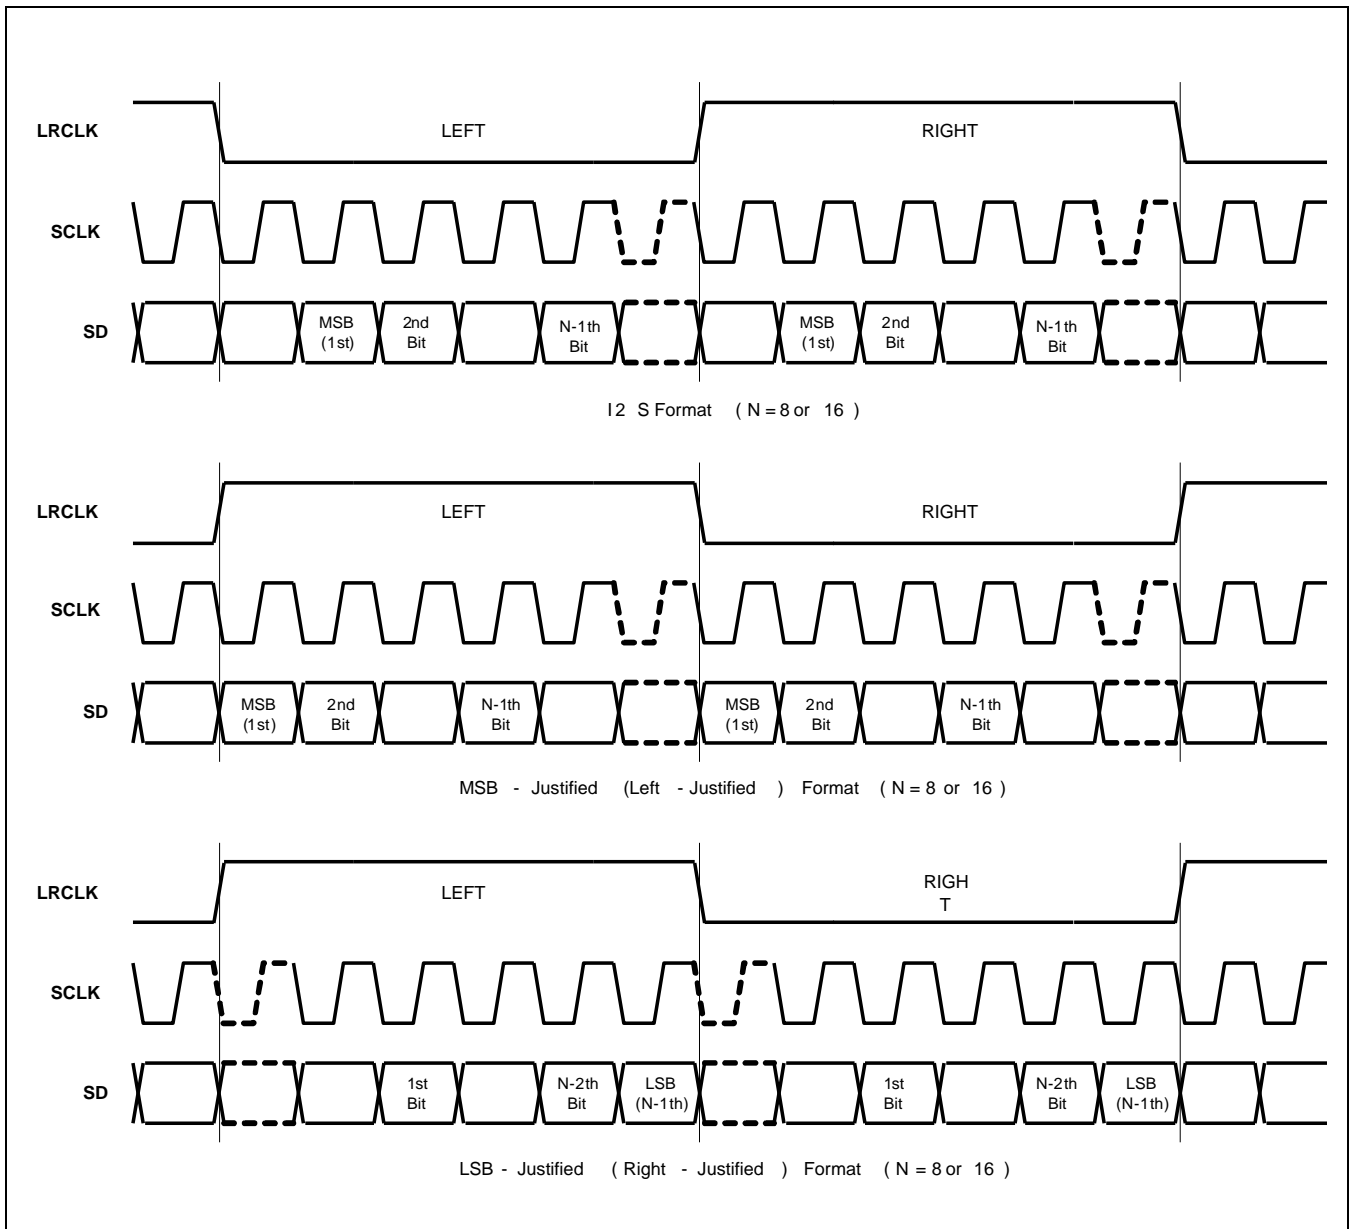 LRCLK LEFT RIGHT
SCLK
SD MSB (1st) 2nd Bit N-1th Bit MSB (1st) 2nd Bit N-1th Bit
I2 S Format ( N = 8 or 16 )
LRCLK LEFT RIGHT
SCLK
SD MSB (1st) 2nd Bit N-1th Bit MSB (1st) 2nd Bit N-1th Bit
MSB - Justified (Left - Justified ) Format ( N = 8 or 16 )
LRCLK LEFT RIGH T
SCLK
SD 1st Bit N-2th Bit LSB (N-1th) 1st Bit N-2th Bit LSB (N-1th)
LSB - Justified ( Right - Justified ) Format ( N = 8 or 16 )